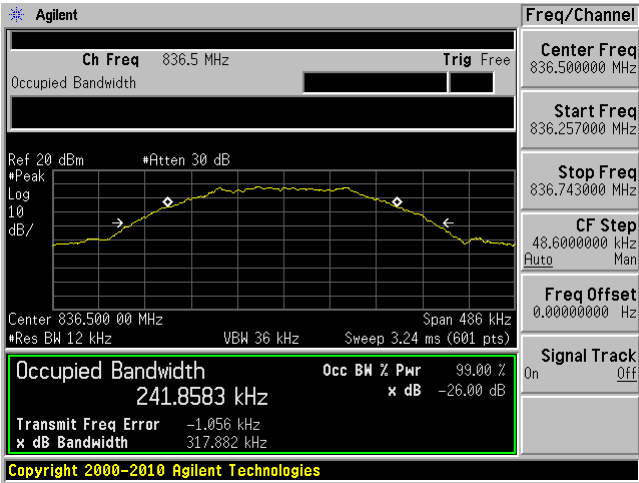 Agilent
Freq/Channel
Ch Freq 836.5 MHz Trig Free
Occupied Bandwidth
Center Freq
836.500000 MHz
Start Freq
836.257000 MHz
Stop Freq
836.743000 MHz
CF Step
48.6000000 kHz
Auto Man
Freq Offset
0.00000000 Hz
Signal Track
On Off
Ref 20 dBm #Atten 30 dB
#Peak
Log
10
dB/
Center 836.500 00 MHz Span 486 kHz
#Res BW 12 kHz VBW 36 kHz Sweep 3.24 ms (601 pts)
Occupied Bandwidth Occ BW % Pwr 99.00 %
241.8583 kHz x dB -26.00 dB
Transmit Freq Error -1.056 kHz
x dB Bandwidth 317.882 kHz
Copyright 2000-2010 Agilent Technologies